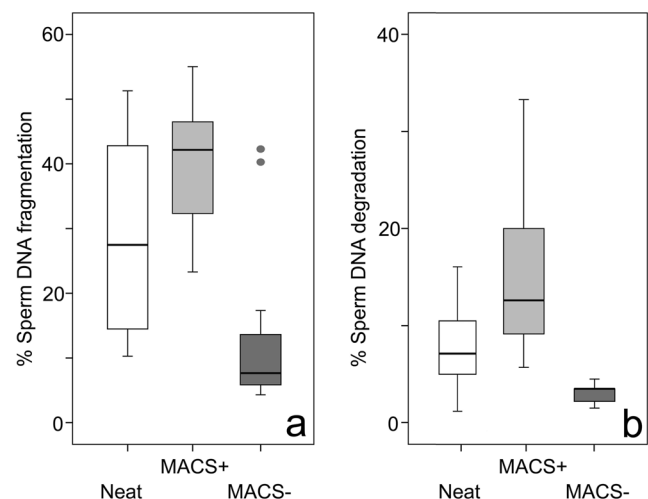 % Sperm DNA fragmentation
60
40
20
0
a
MACS+
Neat
MACS-
% Sperm DNA degradation
40
20
0
b
MACS+
Neat
MACS-